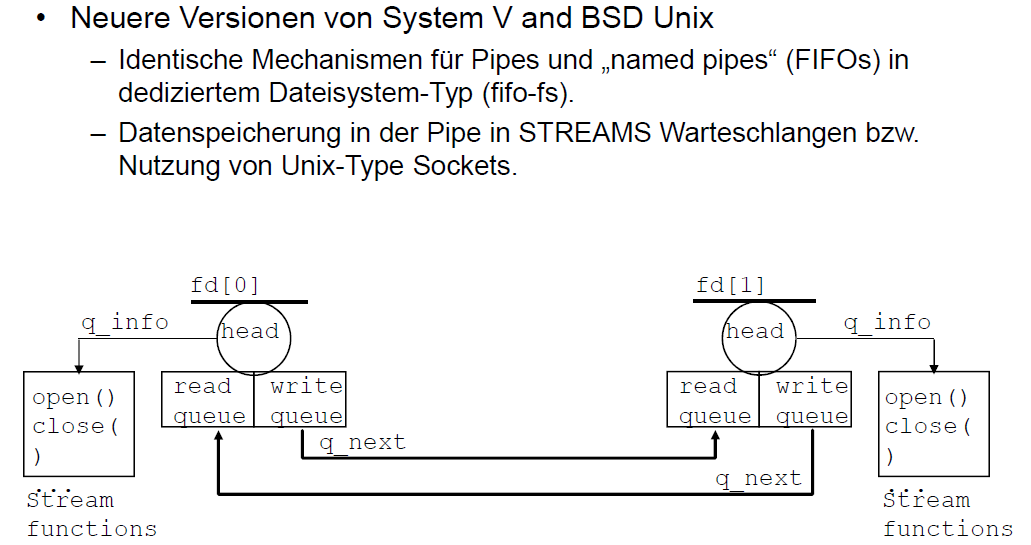 • Neuere Versionen von System V and BSD Unix
– Identische Mechanismen für Pipes und „named pipes“ (FIFOs) in
dediziertem Dateisystem-Typ (fifo-fs).
– Datenspeicherung in der Pipe in STREAMS Warteschlangen bzw.
Nutzung von Unix-Type Sockets.
fd[0]
fd[1]
q_info
head
head
q_info
open()
close(
)
...
Stream
functions
read
queue
write
queue
read
queue
write
queue
open()
close(
)
...
Stream
functions
q_next
q_next